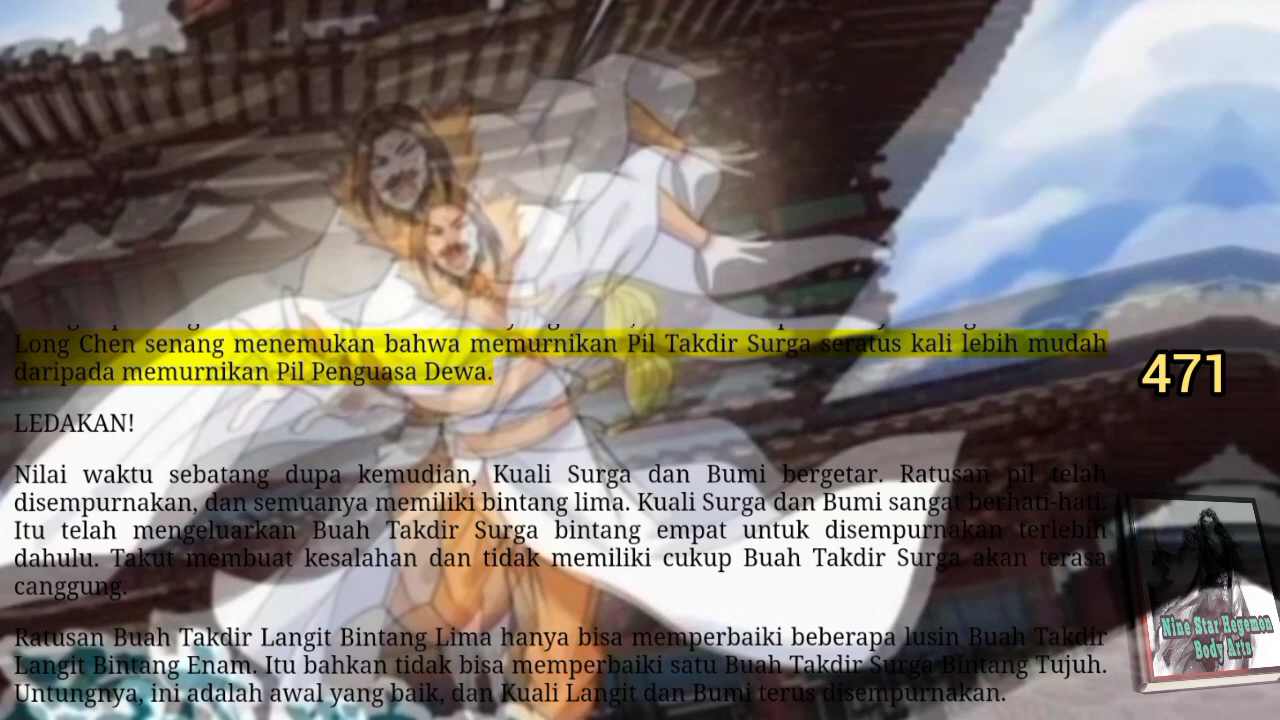 Long Chen senang menemukan bahwa memurnikan Pil Takdir Surga seratus kali lebih mudah
daripada memurnikan Pil Penguasa Dewa.
LEDAKAN!
Nilai waktu sebatang dupa kemudian, Kuali Surga dan Bumi bergetar. Ratusan pil telah
disempurnakan, dan semuanya memiliki bintang lima. Kuali Surga dan Bumi sangat berhati-hati.
Itu telah mengeluarkan Buah Takdir Surga bintang empat untuk disempurnakan terlebih
dahulu. Takut membuat kesalahan dan tidak memiliki cukup Buah Takdir Surga akan terasa
canggung.
Ratusan Buah Takdir Langit Bintang Lima hanya bisa memperbaiki beberapa lusin Buah Takdir
Langit Bintang Enam. Itu bahkan tidak bisa memperbaiki satu Buah Takdir Surga Bintang Tujuh.
Untungnya, ini adalah awal yang baik, dan Kuali Langit dan Bumi terus disempurnakan.
471
Nine Star Hegemon
Body Arts